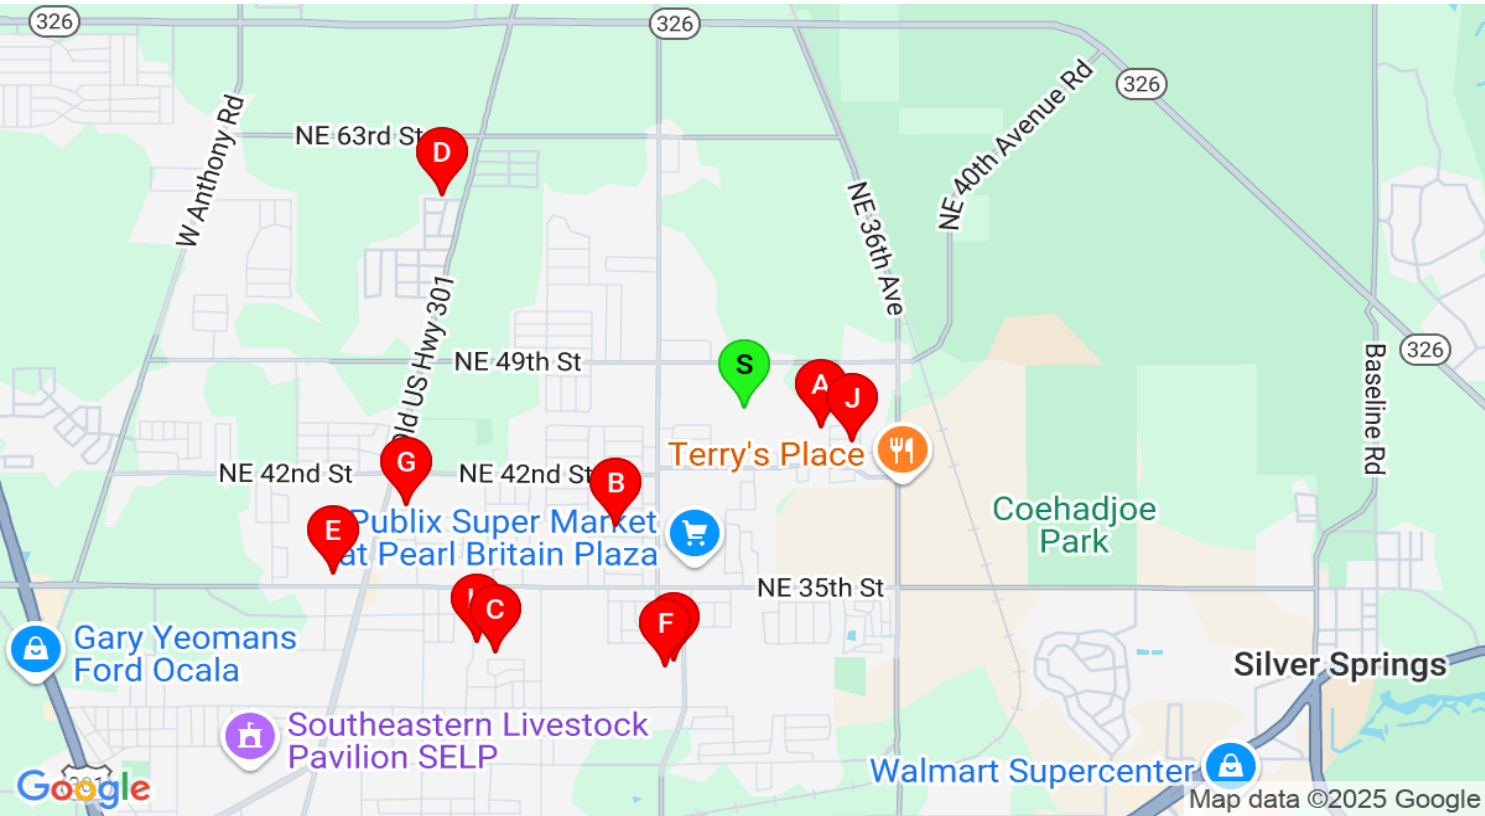 326
326
326
NE 63rd St
D
W Anthony Rd
NE 40th Avenue Rd
NE 36th Ave
Old US Hwy 301
NE 49th St
S
A
J
326
Baseline Rd
Terry's Place
G
NE 42nd St
NE 42nd St
B
E
Publix Super Market
at Pearl Britain Plaza
Coehadjoe
Park
NE 35th St
C
F
Gary Yeomans
Ford Ocala
Silver Springs
Southeastern Livestock
Pavilion SELP
Walmart Supercenter
301
Google
Map data ©2025 Google